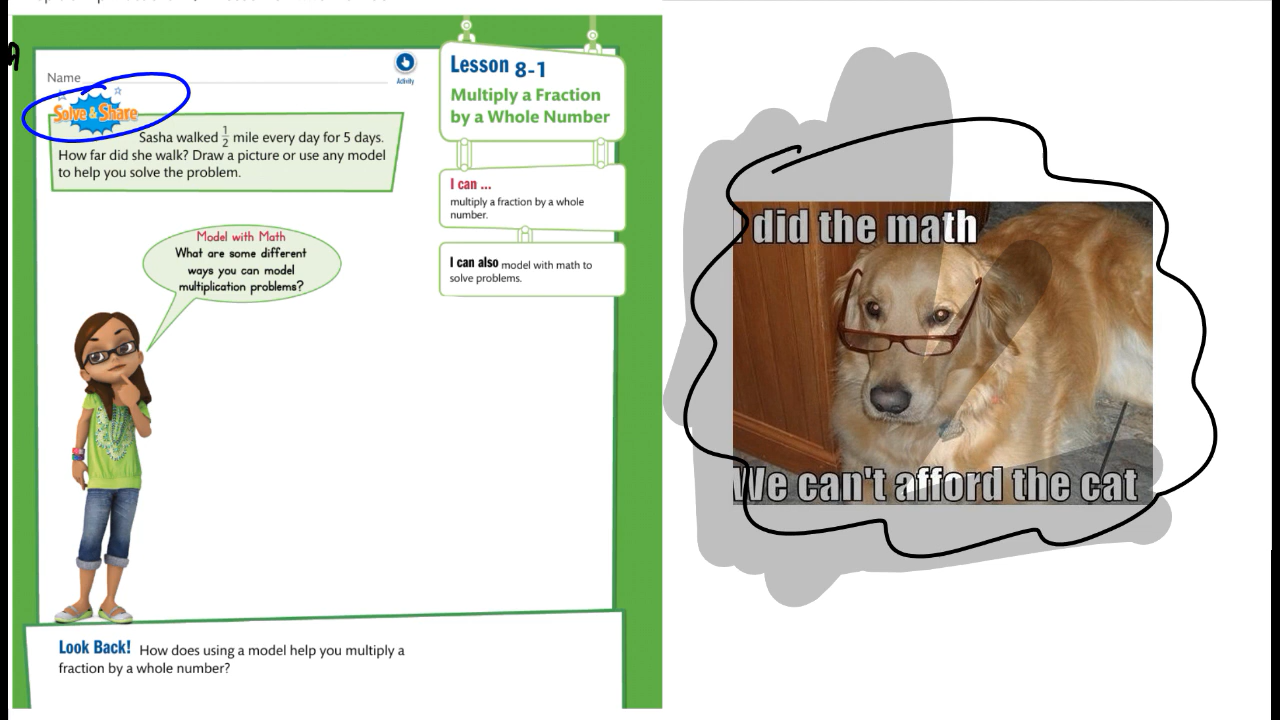 Name
Activity
Solve & Share
Sasha walked 1/2 mile every day for 5 days.
How far did she walk? Draw a picture or use any model
to help you solve the problem.
Model with Math
What are some different
ways you can model
multiplication problems?
Lesson 8-1
Multiply a Fraction
by a Whole Number
I can ...
multiply a fraction by a whole
number.
I can also model with math to
solve problems.
Look Back! How does using a model help you multiply a
fraction by a whole number?
I did the math
We can't afford the cat